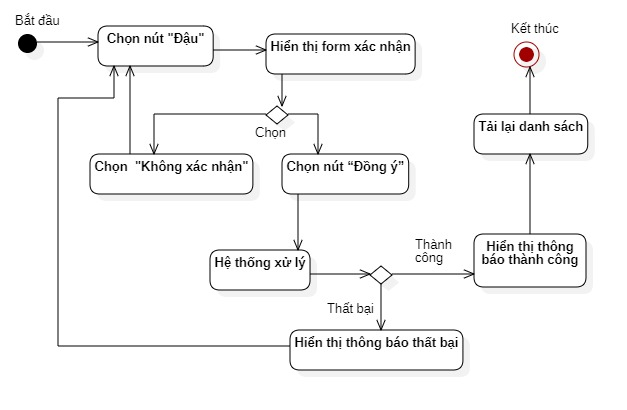 Bắt đầu
Chọn nút "Đậu"
Hiển thị form xác nhận
Kết thúc
Chọn
Tải lại danh sách
Chọn "Không xác nhận"
Chọn nút “Đồng ý”
Hệ thống xử lý
Thành
công
Hiển thị thông
báo thành công
Thất bại
Hiển thị thông báo thất bại